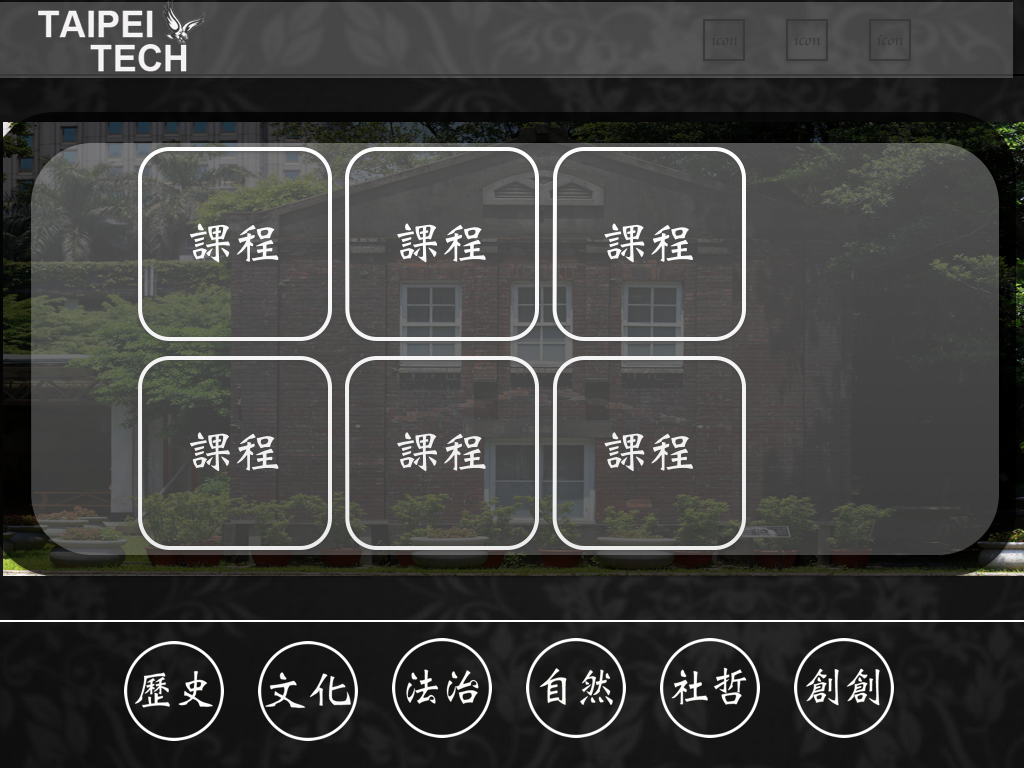 TAIPEI
TECH
icon icon icon
課程 課程 課程
課程 課程 課程
歷史 文化 法治 自然 社哲 創創